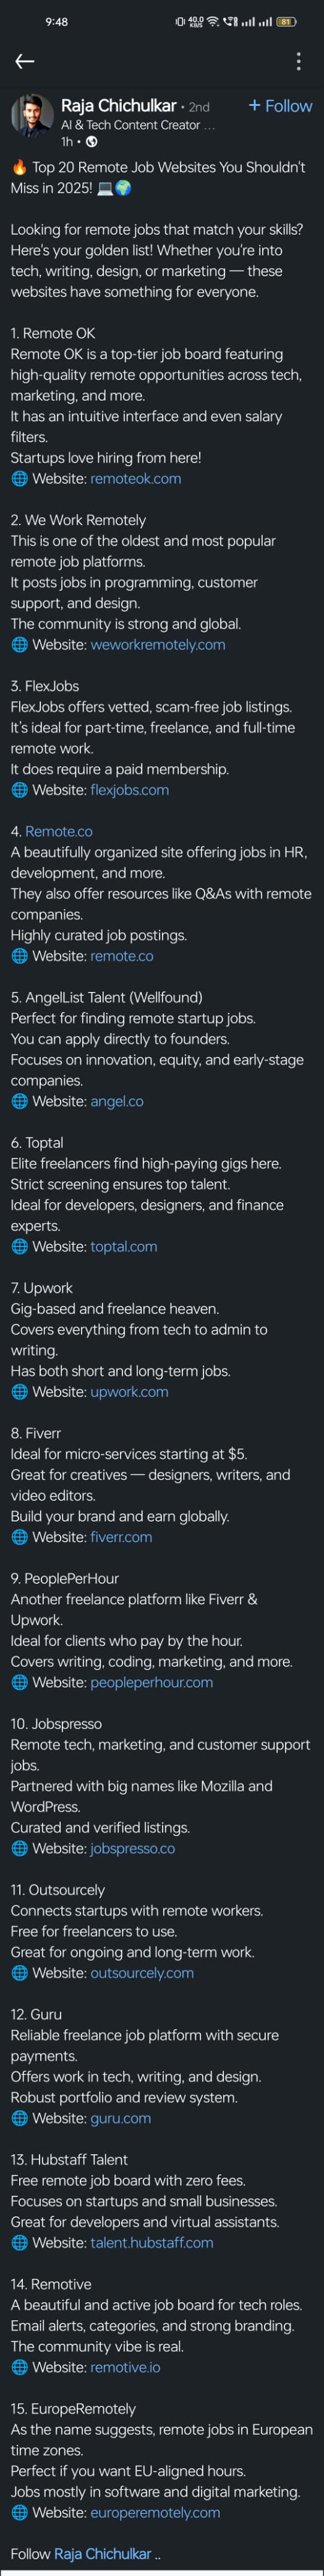 9:48
40.0 KB/S
81
Raja Chichulkar • 2nd
+ Follow
AI & Tech Content Creator ...
1h •
🔥 Top 20 Remote Job Websites You Shouldn't
Miss in 2025! 💻🌍
Looking for remote jobs that match your skills?
Here's your golden list! Whether you're into
tech, writing, design, or marketing — these
websites have something for everyone.
1. Remote OK
Remote OK is a top-tier job board featuring
high-quality remote opportunities across tech,
marketing, and more.
It has an intuitive interface and even salary
filters.
Startups love hiring from here!
🌐 Website: remoteok.com
2. We Work Remotely
This is one of the oldest and most popular
remote job platforms.
It posts jobs in programming, customer
support, and design.
The community is strong and global.
🌐 Website: weworkremotely.com
3. FlexJobs
FlexJobs offers vetted, scam-free job listings.
It's ideal for part-time, freelance, and full-time
remote work.
It does require a paid membership.
🌐 Website: flexjobs.com
4. Remote.co
A beautifully organized site offering jobs in HR,
development, and more.
They also offer resources like Q&As with remote
companies.
Highly curated job postings.
🌐 Website: remote.co
5. AngelList Talent (Wellfound)
Perfect for finding remote startup jobs.
You can apply directly to founders.
Focuses on innovation, equity, and early-stage
companies.
🌐 Website: angel.co
6. Toptal
Elite freelancers find high-paying gigs here.
Strict screening ensures top talent.
Ideal for developers, designers, and finance
experts.
🌐 Website: toptal.com
7. Upwork
Gig-based and freelance heaven.
Covers everything from tech to admin to
writing.
Has both short and long-term jobs.
🌐 Website: upwork.com
8. Fiverr
Ideal for micro-services starting at $5.
Great for creatives — designers, writers, and
video editors.
Build your brand and earn globally.
🌐 Website: fiverr.com
9. PeoplePerHour
Another freelance platform like Fiverr &
Upwork.
Ideal for clients who pay by the hour.
Covers writing, coding, marketing, and more.
🌐 Website: peopleperhour.com
10. Jobspresso
Remote tech, marketing, and customer support
jobs.
Partnered with big names like Mozilla and
WordPress.
Curated and verified listings.
🌐 Website: jobspresso.co
11. Outsourcely
Connects startups with remote workers.
Free for freelancers to use.
Great for ongoing and long-term work.
🌐 Website: outsourcely.com
12. Guru
Reliable freelance job platform with secure
payments.
Offers work in tech, writing, and design.
Robust portfolio and review system.
🌐 Website: guru.com
13. Hubstaff Talent
Free remote job board with zero fees.
Focuses on startups and small businesses.
Great for developers and virtual assistants.
🌐 Website: talent.hubstaff.com
14. Remotive
A beautiful and active job board for tech roles.
Email alerts, categories, and strong branding.
The community vibe is real.
🌐 Website: remotive.io
15. EuropeRemotely
As the name suggests, remote jobs in European
time zones.
Perfect if you want EU-aligned hours.
Jobs mostly in software and digital marketing.
🌐 Website: europeremotely.com
Follow Raja Chichulkar ..